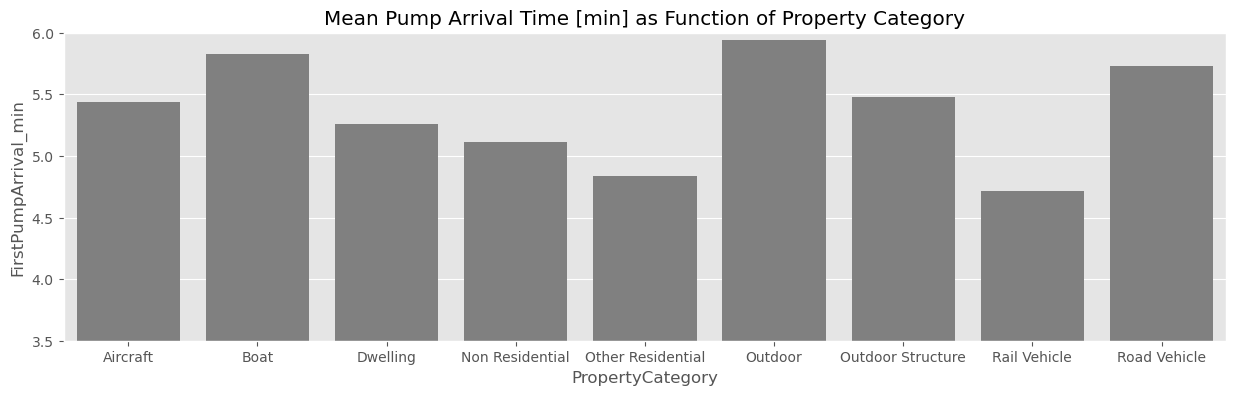 Mean Pump Arrival Time [min] as Function of Property Category
FirstPumpArrival_min
6.0
5.5
5.0
4.5
4.0
3.5
Aircraft Boat Dwelling Non Residential Other Residential Outdoor Outdoor Structure Rail Vehicle Road Vehicle
PropertyCategory